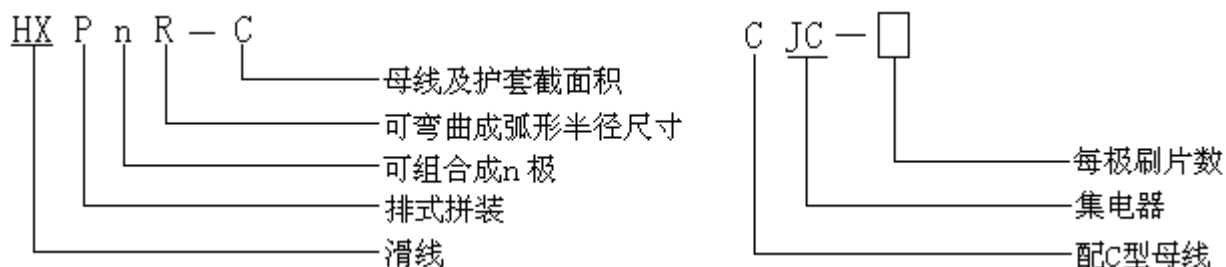 HX P n R — C
母线及护套截面积
可弯曲成弧形半径尺寸
可组合成n 极
排式拼装
滑线
C JC — □
每极刷片数
集电器
配C型母线